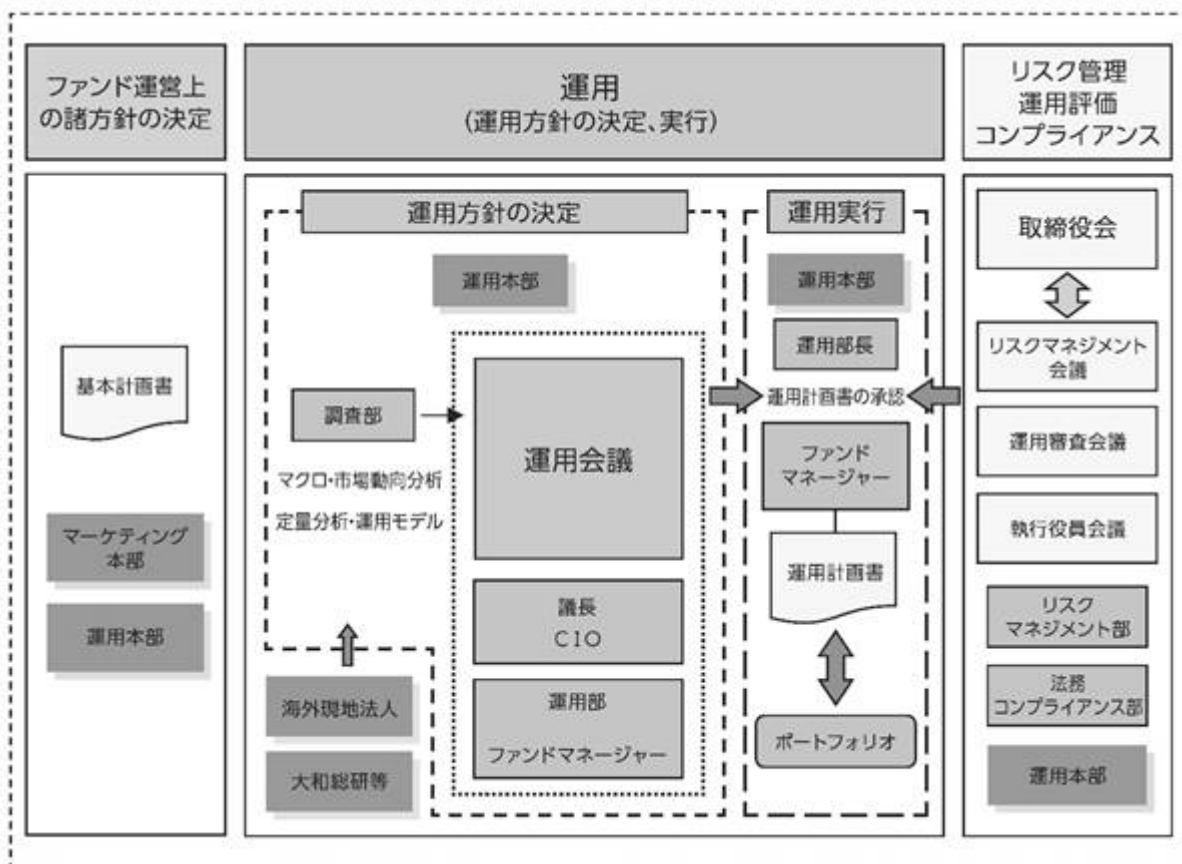 ファンド運営上
の諸方針の決定
運用
(運用方針の決定、実行)
リスク管理
運用評価
コンプライアンス
基本計画書
マーケティング
本部
運用本部
運用方針の決定
運用本部
調査部
マクロ・市場動向分析
定量分析・運用モデル
海外現地法人
大和総研等
運用会議
議長
CIO
運用部
ファンドマネージャー
運用実行
運用本部
運用部長
運用計画書の承認
ファンド
マネージャー
運用計画書
ポートフォリオ
取締役会
リスクマネジメント
会議
運用審査会議
執行役員会議
リスク
マネジメント部
法務
コンプライアンス部
運用本部